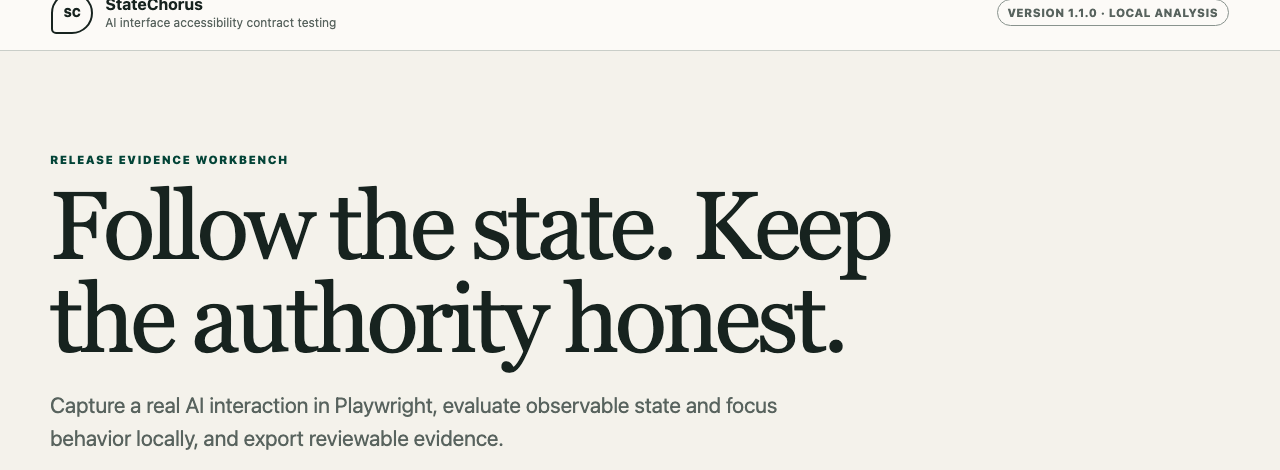 SC
StateChorus
AI interface accessibility contract testing
VERSION 1.1.0 · LOCAL ANALYSIS
RELEASE EVIDENCE WORKBENCH
Follow the state. Keep
the authority honest.
Capture a real AI interaction in Playwright, evaluate observable state and focus
behavior locally, and export reviewable evidence.